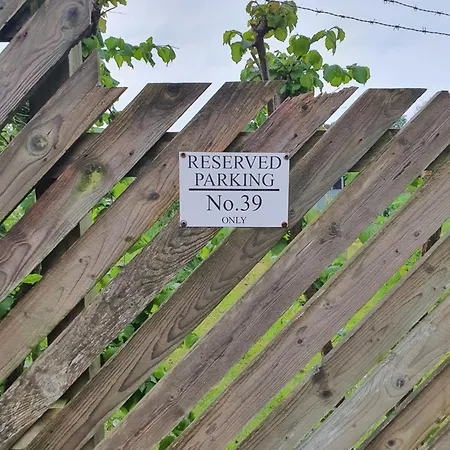 RESERVED
PARKING
No.39
ONLY